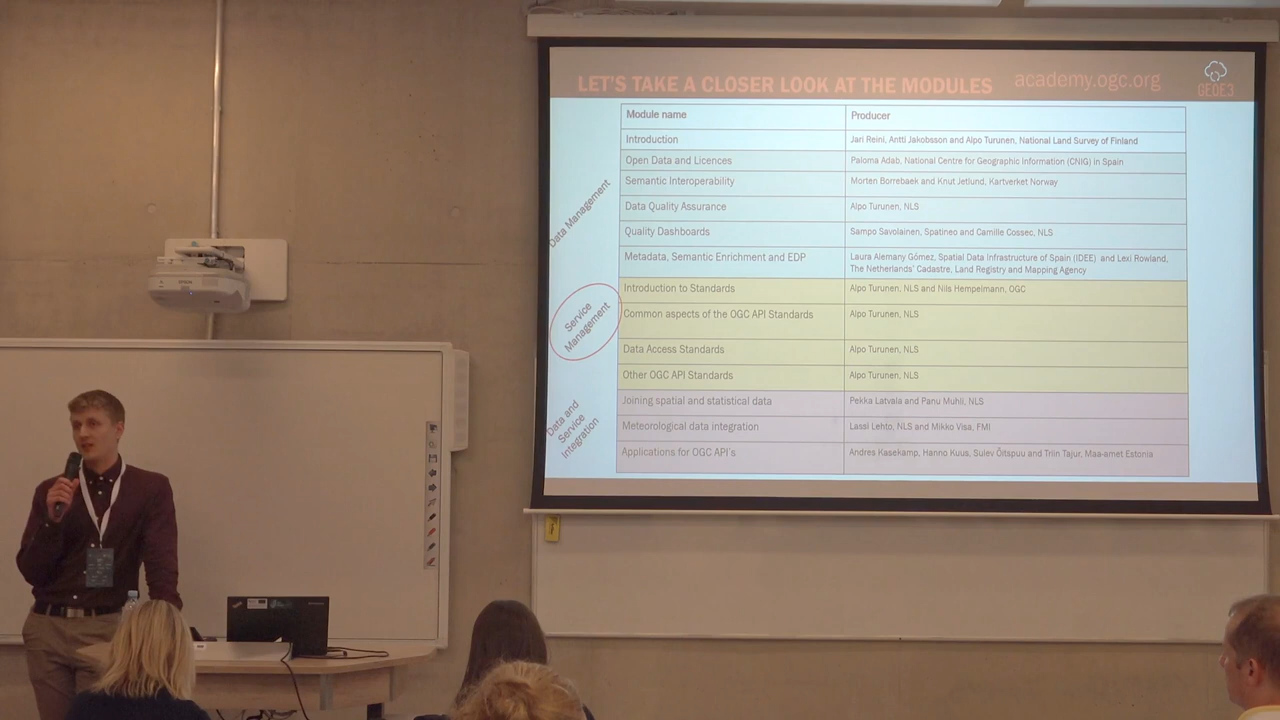 LET'S TAKE A CLOSER LOOK AT THE MODULES academy.ogc.org
GEOE3
Module name Producer
Introduction Jari Reini, Antti Jakobsson and Alpo Turunen, National Land Survey of Finland
Open Data and Licences Paloma Adab, National Centre for Geographic Information (CNIG) in Spain
Data Management
Semantic Interoperability Morten Borrebaek and Knut Jetlund, Kartverket Norway
Data Quality Assurance Alpo Turunen, NLS
Quality Dashboards Sampo Savolainen, Spatineo and Camille Cossec, NLS
Metadata, Semantic Enrichment and EDP Laura Alemany Gómez, Spatial Data Infrastructure of Spain (IDEE) and Lexi Rowland,
The Netherlands' Cadastre, Land Registry and Mapping Agency
Service
Management
Introduction to Standards Alpo Turunen, NLS and Nils Hempelmann, OGC
Common aspects of the OGC API Standards Alpo Turunen, NLS
Data Access Standards Alpo Turunen, NLS
Other OGC API Standards Alpo Turunen, NLS
Data and
Service
Integration
Joining spatial and statistical data Pekka Latvala and Panu Muhli, NLS
Meteorological data integration Lassi Lehto, NLS and Mikko Visa, FMI
Applications for OGC API's Andres Kasekamp, Hanno Kuus, Sulev Õitspuu and Triin Tajur, Maa-amet Estonia
EPSON